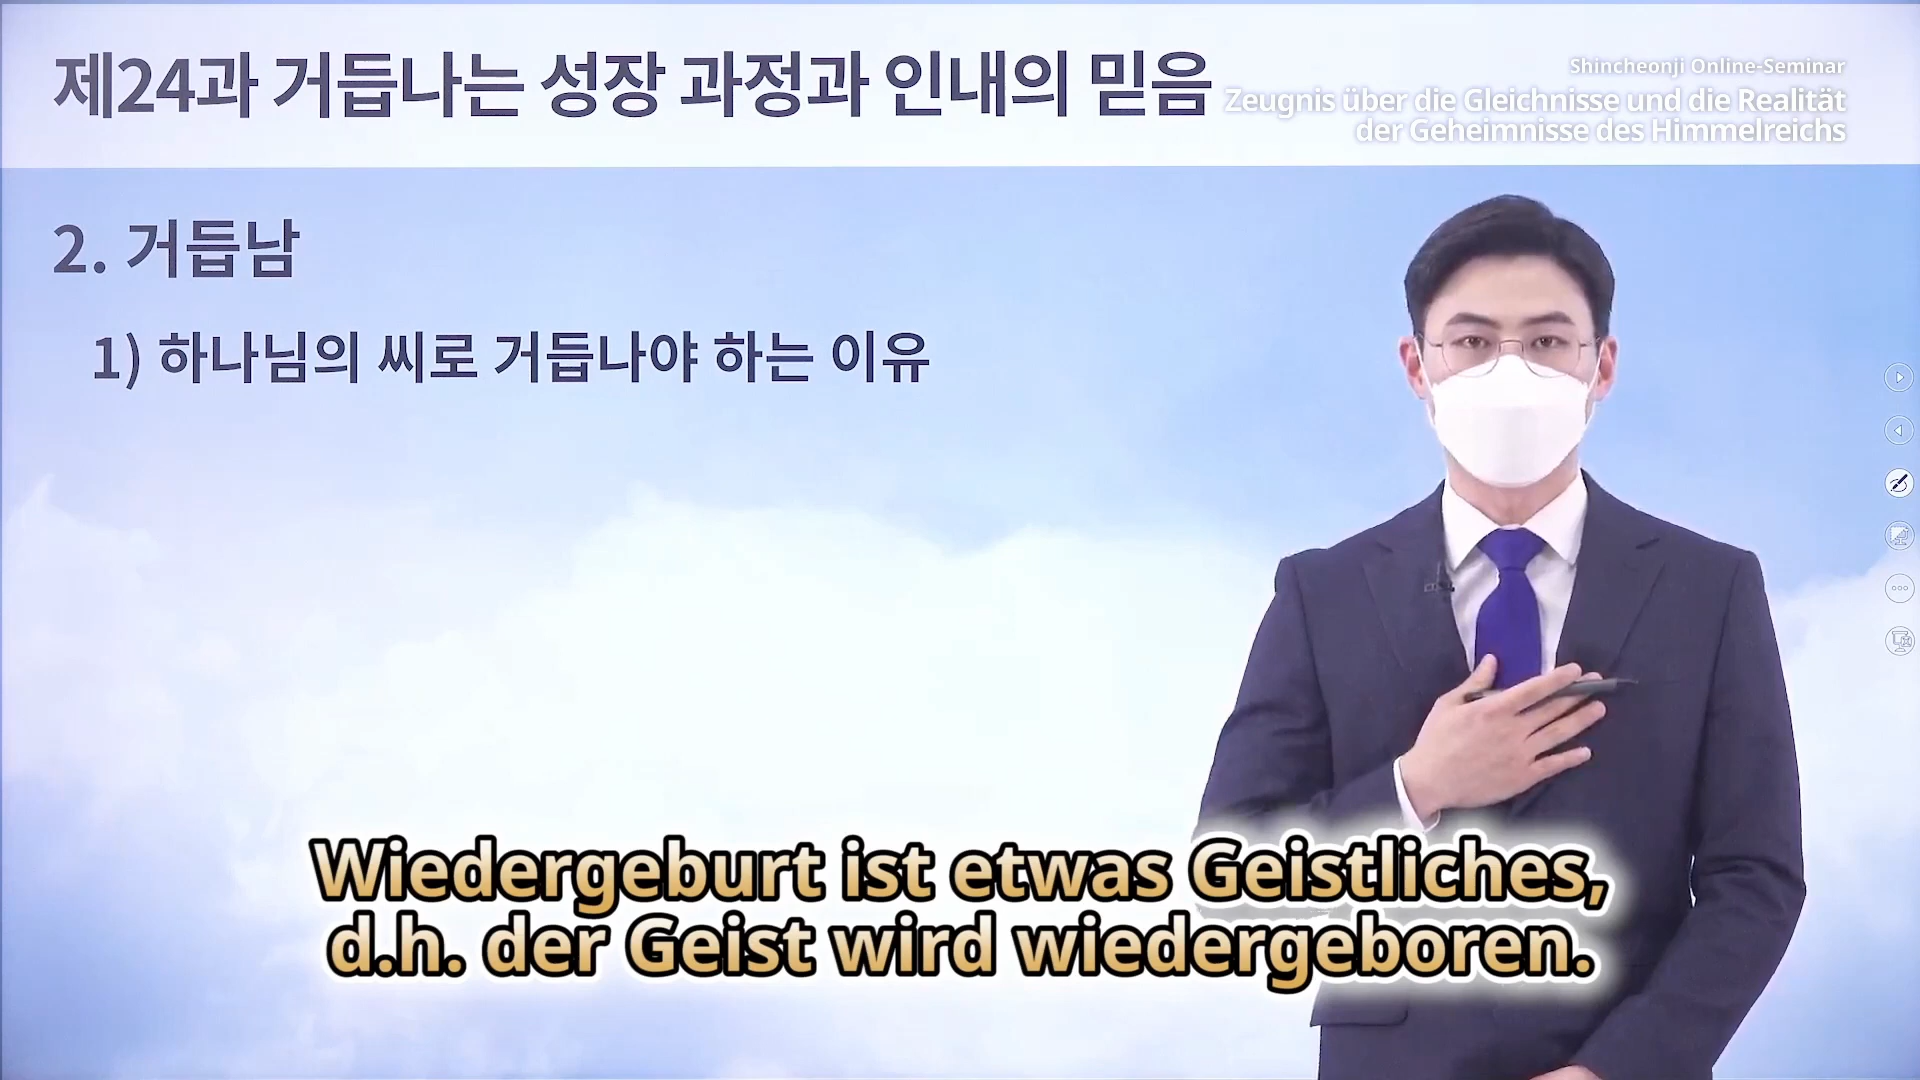 제24과 거듭나는 성장 과정과 인내의 믿음
Shincheonji Online-Seminar
Zeugnis über die Gleichnisse und die Realität
der Geheimnisse des Himmelreichs
2. 거듭남
1) 하나님의 씨로 거듭나야 하는 이유
Wiedergeburt ist etwas Geistliches,
d.h. der Geist wird wiedergeboren.